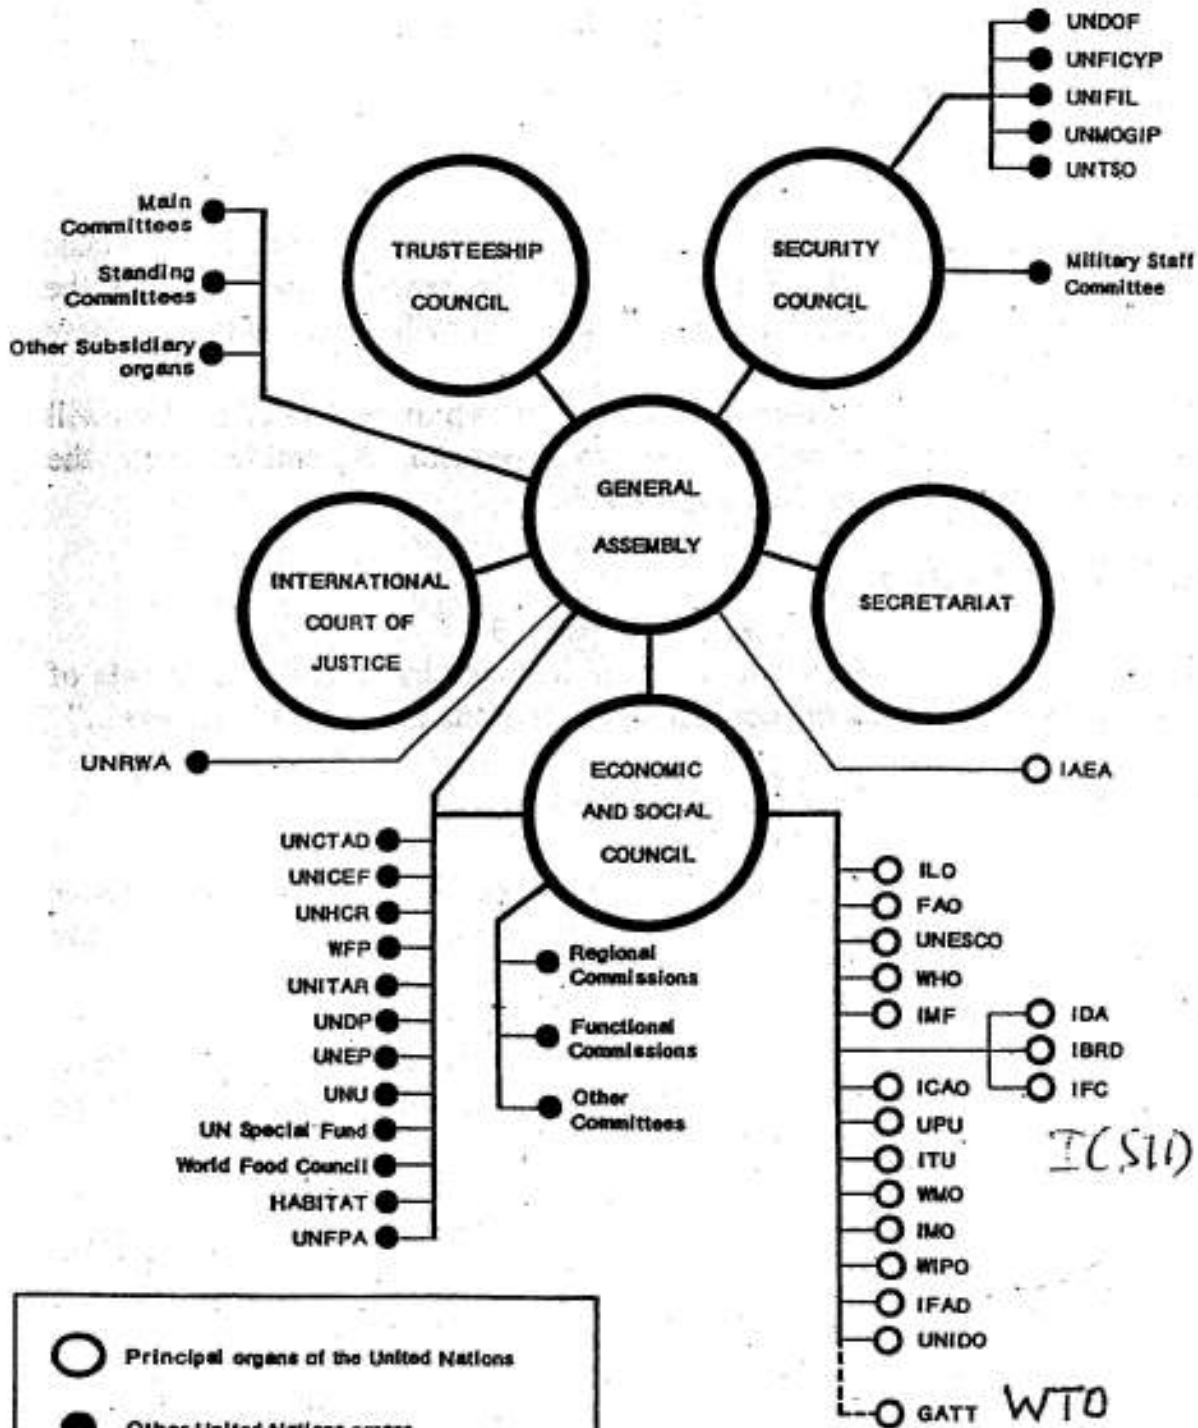 UNDOF
UNFICYP
UNIFIL
UNMOGIP
UNTSO
Main
Committees
Standing
Committees
Other Subsidiary
organs
TRUSTEESHIP
COUNCIL
SECURITY
COUNCIL
Military Staff
Committee
GENERAL
ASSEMBLY
INTERNATIONAL
COURT OF
JUSTICE
SECRETARIAT
UNRWA
ECONOMIC
AND SOCIAL
COUNCIL
IAEA
UNCTAD
UNICEF
UNHCR
WFP
UNITAR
UNDP
UNEP
UNU
UN Special Fund
World Food Council
HABITAT
UNFPA
Regional
Commissions
Functional
Commissions
Other
Committees
ILO
FAO
UNESCO
WHO
IMF
IDA
IBRD
IFC
ICAO
UPU
ITU
WMO
IMO
WIPO
IFAD
UNIDO
GATT WTO
Principal organs of the United Nations
Other United Nations organs